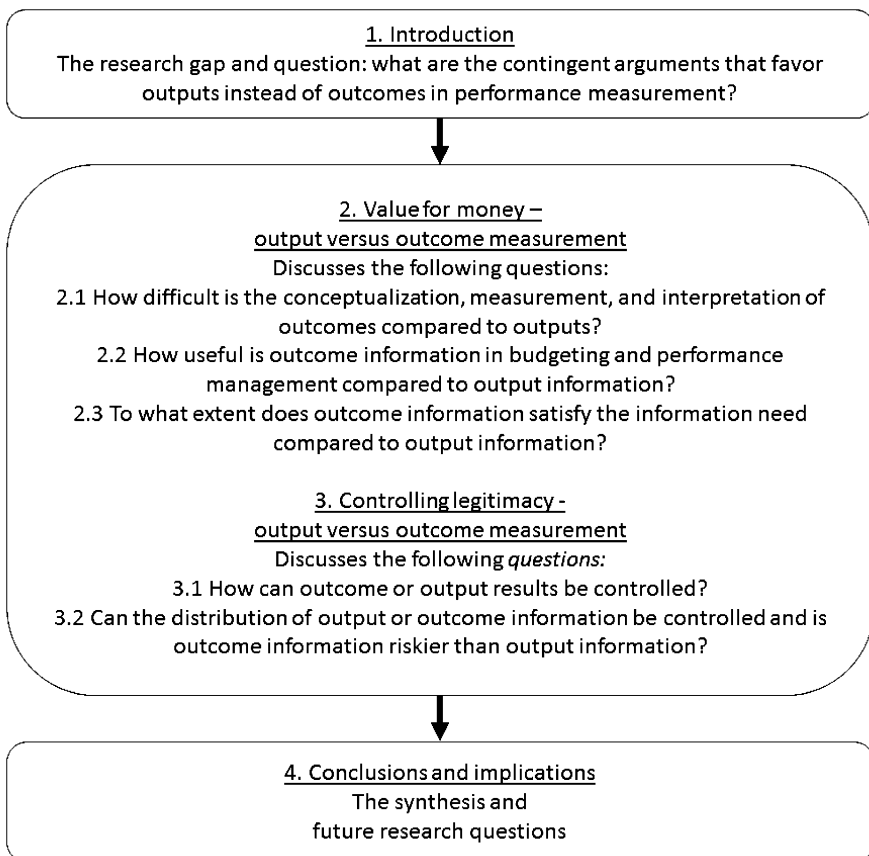 1. Introduction
The research gap and question: what are the contingent arguments that favor
outputs instead of outcomes in performance measurement?
2. Value for money –
output versus outcome measurement
Discusses the following questions:
2.1 How difficult is the conceptualization, measurement, and interpretation of
outcomes compared to outputs?
2.2 How useful is outcome information in budgeting and performance
management compared to output information?
2.3 To what extent does outcome information satisfy the information need
compared to output information?
3. Controlling legitimacy -
output versus outcome measurement
Discusses the following questions:
3.1 How can outcome or output results be controlled?
3.2 Can the distribution of output or outcome information be controlled and is
outcome information riskier than output information?
4. Conclusions and implications
The synthesis and
future research questions